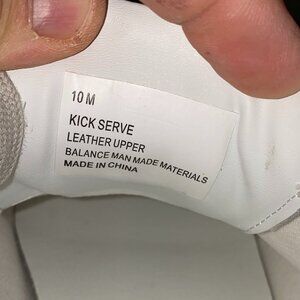 10 M
KICK SERVE
LEATHER UPPER
BALANCE MAN MADE MATERIALS
MADE IN CHINA